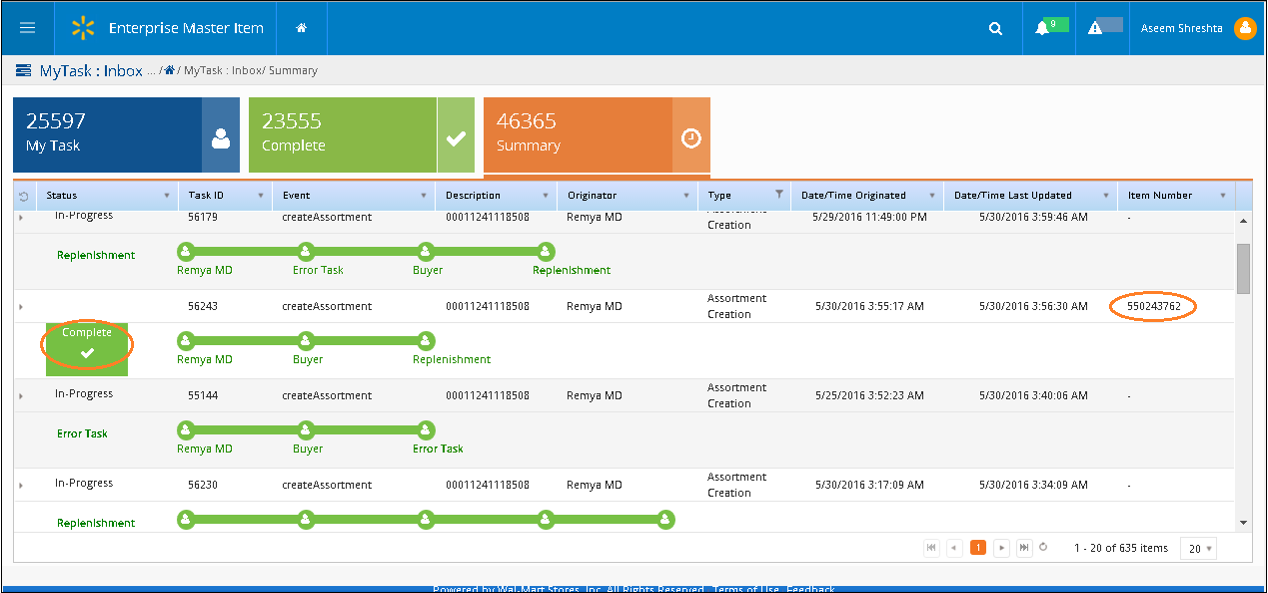 Enterprise Master Item 9 Aseem Shreshta
MyTask : Inbox ... / / MyTask : Inbox/ Summary
25597 23555 46365
My Task Complete Summary
Status Task ID Event Description Originator Type Date/Time Originated Date/Time Last Updated Item Number
In-Progress 56179 createAssortment 00011241118508 Remya MD Assortment Creation 5/29/2016 11:49:00 PM 5/30/2016 3:59:46 AM -
Replenishment
Remya MD Error Task Buyer Replenishment
56243 createAssortment 00011241118508 Remya MD Assortment Creation 5/30/2016 3:55:17 AM 5/30/2016 3:56:30 AM 550243762
Complete
Remya MD Buyer Replenishment
In-Progress 55144 createAssortment 00011241118508 Remya MD Assortment Creation 5/25/2016 3:52:23 AM 5/30/2016 3:40:06 AM -
Error Task
Remya MD Buyer Error Task
In-Progress 56230 createAssortment 00011241118508 Remya MD Assortment Creation 5/30/2016 3:17:09 AM 5/30/2016 3:34:09 AM -
Replenishment
1 1 - 20 of 635 items 20
Powered by Wal-Mart Stores, Inc. All Rights Reserved. Terms of Use. Feedback